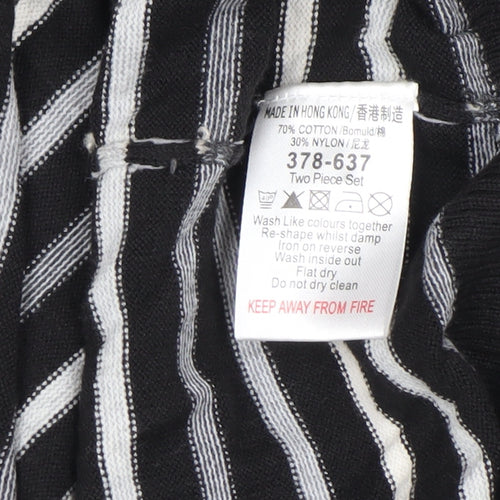 MADE IN HONG KONG/香港制造
70% COTTON/Bomuld/棉
30% NYLON/尼龙
378-637
Two Piece Set
Wash Like colours together
Re-shape whilst damp
Iron on reverse
Wash inside out
Flat dry
Do not dry clean
KEEP AWAY FROM FIRE